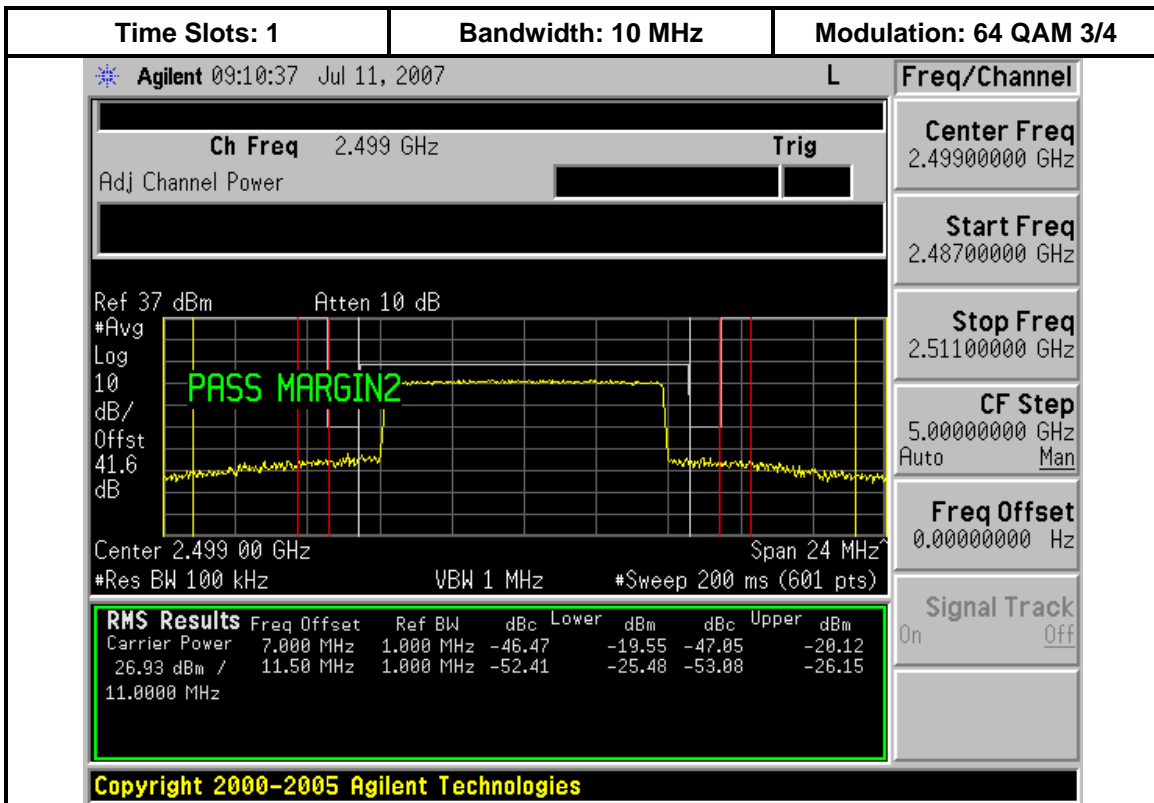 Time Slots: 1 Bandwidth: 10 MHz Modulation: 64 QAM 3/4
Agilent 09:10:37 Jul 11, 2007 L Freq/Channel
Ch Freq 2.499 GHz Trig
Adj Channel Power
Center Freq
2.49900000 GHz
Start Freq
2.48700000 GHz
Stop Freq
2.51100000 GHz
CF Step
5.00000000 GHz
Auto Man
Freq Offset
0.00000000 Hz
Signal Track
On Off
Ref 37 dBm Atten 10 dB
#Avg
Log
10
dB/
Offst
41.6
dB
PASS MARGIN2
Center 2.499 00 GHz Span 24 MHz^
#Res BW 100 kHz VBW 1 MHz #Sweep 200 ms (601 pts)
RMS Results Freq Offset Ref BW dBc Lower dBm dBc Upper dBm
Carrier Power 7.000 MHz 1.000 MHz -46.47 -19.55 -47.05 -20.12
26.93 dBm / 11.50 MHz 1.000 MHz -52.41 -25.48 -53.08 -26.15
11.0000 MHz
Copyright 2000-2005 Agilent Technologies